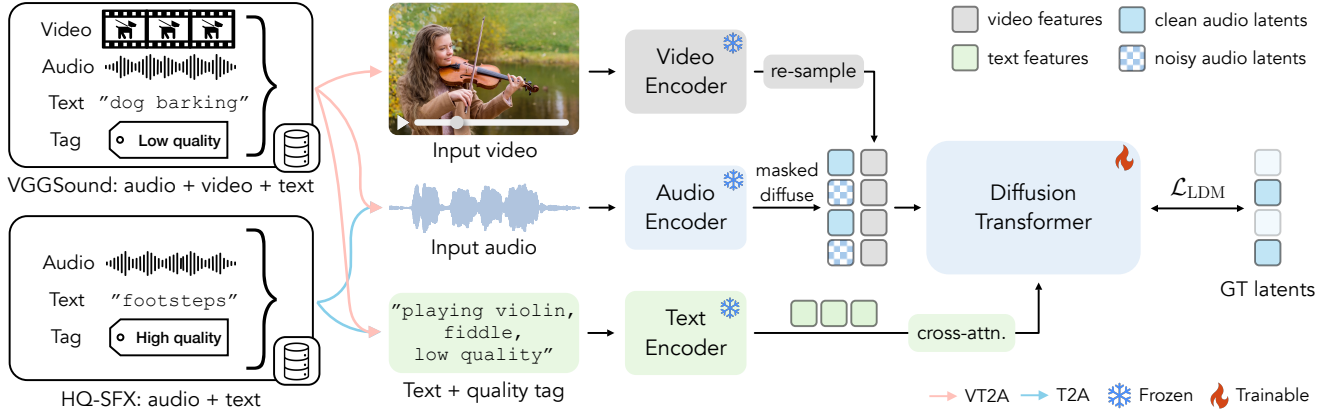 Video
Audio
Text "dog barking"
Tag Low quality
VGGSound: audio + video + text
Audio
Text "footsteps"
Tag High quality
HQ-SFX: audio + text
Input video
Input audio
"playing violin,
fiddle,
low quality"
Text + quality tag
Video
Encoder
re-sample
Audio
Encoder
masked
diffuse
Text
Encoder
cross-attn.
Diffusion
Transformer
ℒLDM
GT latents
video features
clean audio latents
text features
noisy audio latents
VT2A
T2A
Frozen
Trainable